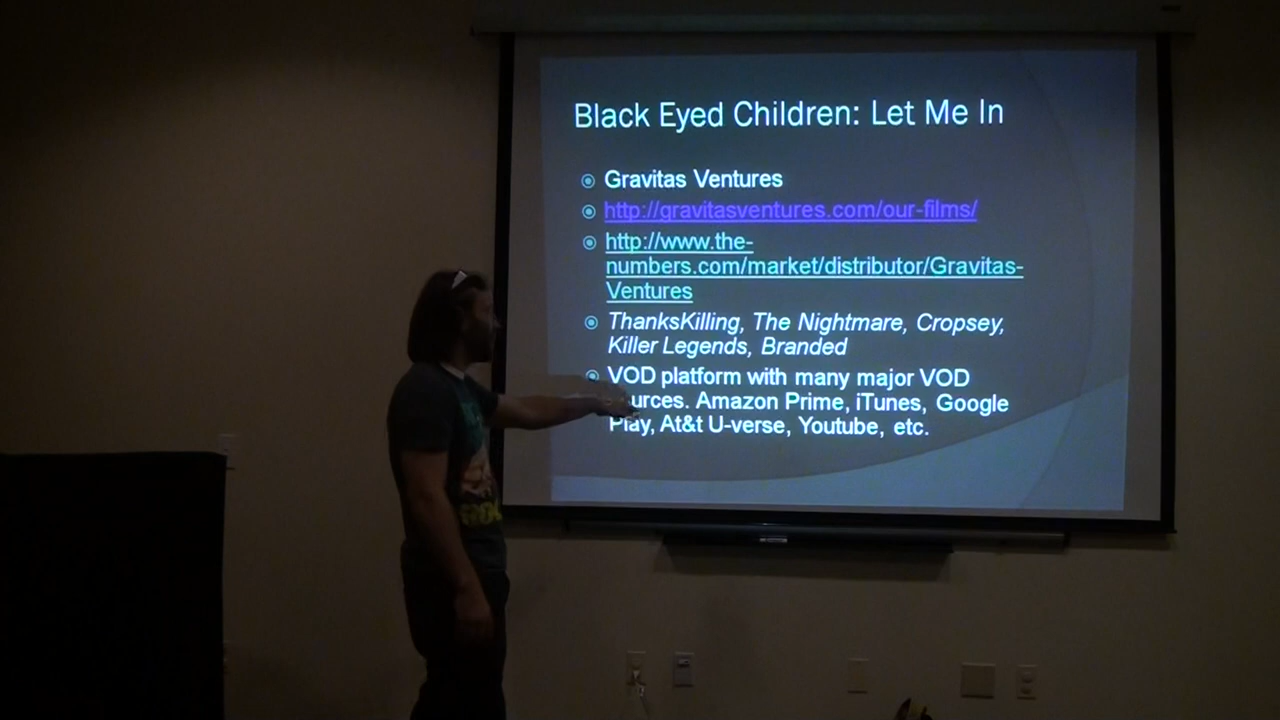 Black Eyed Children: Let Me In
Gravitas Ventures
http://gravitasventures.com/our-films/
http://www.the-
numbers.com/market/distributor/Gravitas-
Ventures
ThanksKilling, The Nightmare, Cropsey,
Killer Legends, Branded
VOD platform with many major VOD
urces. Amazon Prime, iTunes, Google
Play, At&t U-verse, Youtube, etc.